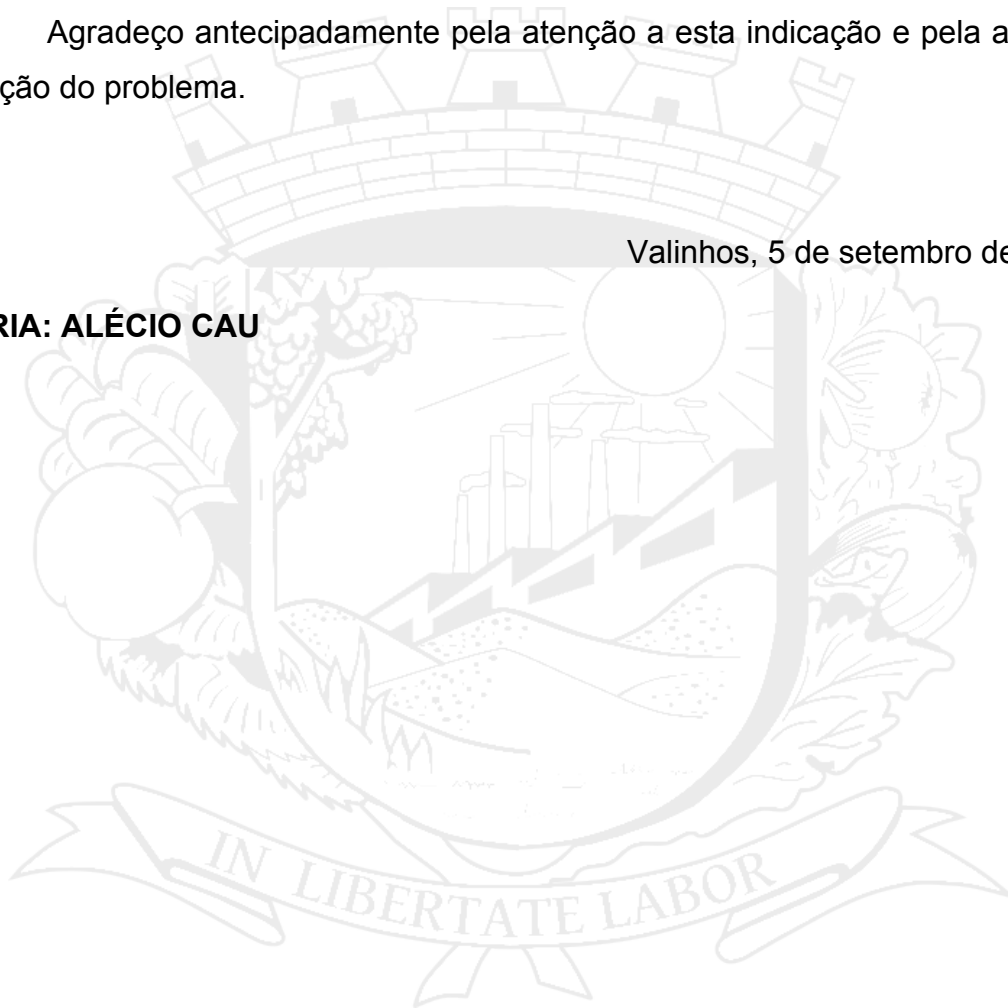 Agradeço antecipadamente pela atenção a esta indicação e pela a
ção do problema.
Valinhos, 5 de setembro de
RIA: ALÉCIO CAU
IN LIBERTATE LABOR